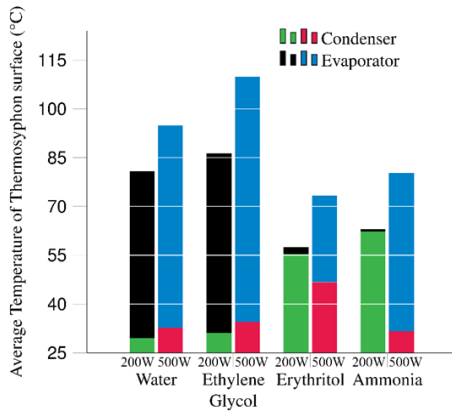 Average Temperature of Thermosyphon surface (°C)
Condenser
Evaporator
115
100
85
70
55
40
25
200W 500W 200W 500W 200W 500W 200W 500W
Water Ethylene Glycol Erythritol Ammonia